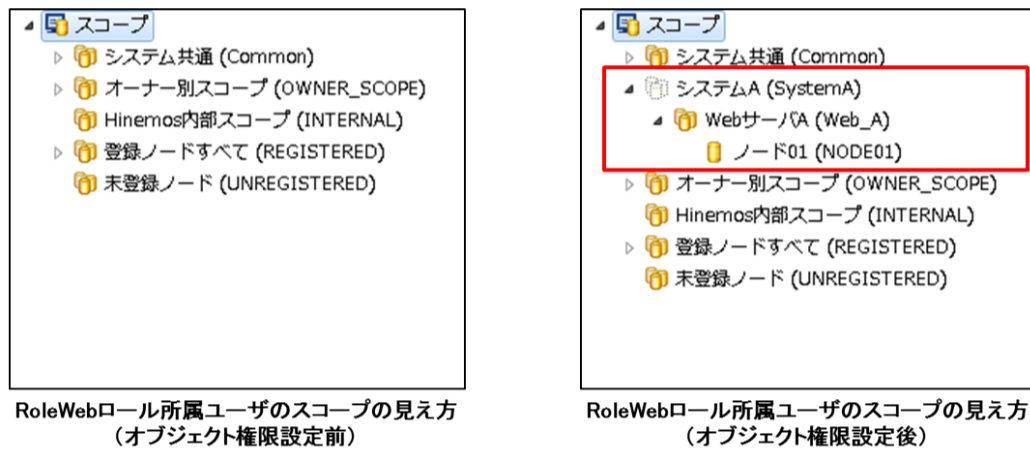 スコープ
システム共通 (Common)
オーナー別スコープ (OWNER_SCOPE)
Hinemos内部スコープ (INTERNAL)
登録ノードすべて (REGISTERED)
未登録ノード (UNREGISTERED)
RoleWebロール所属ユーザのスコープの見え方
（オブジェクト権限設定前）
スコープ
システム共通 (Common)
システムA (SystemA)
WebサーバA (Web_A)
ノード01 (NODE01)
オーナー別スコープ (OWNER_SCOPE)
Hinemos内部スコープ (INTERNAL)
登録ノードすべて (REGISTERED)
未登録ノード (UNREGISTERED)
RoleWebロール所属ユーザのスコープの見え方
（オブジェクト権限設定後）